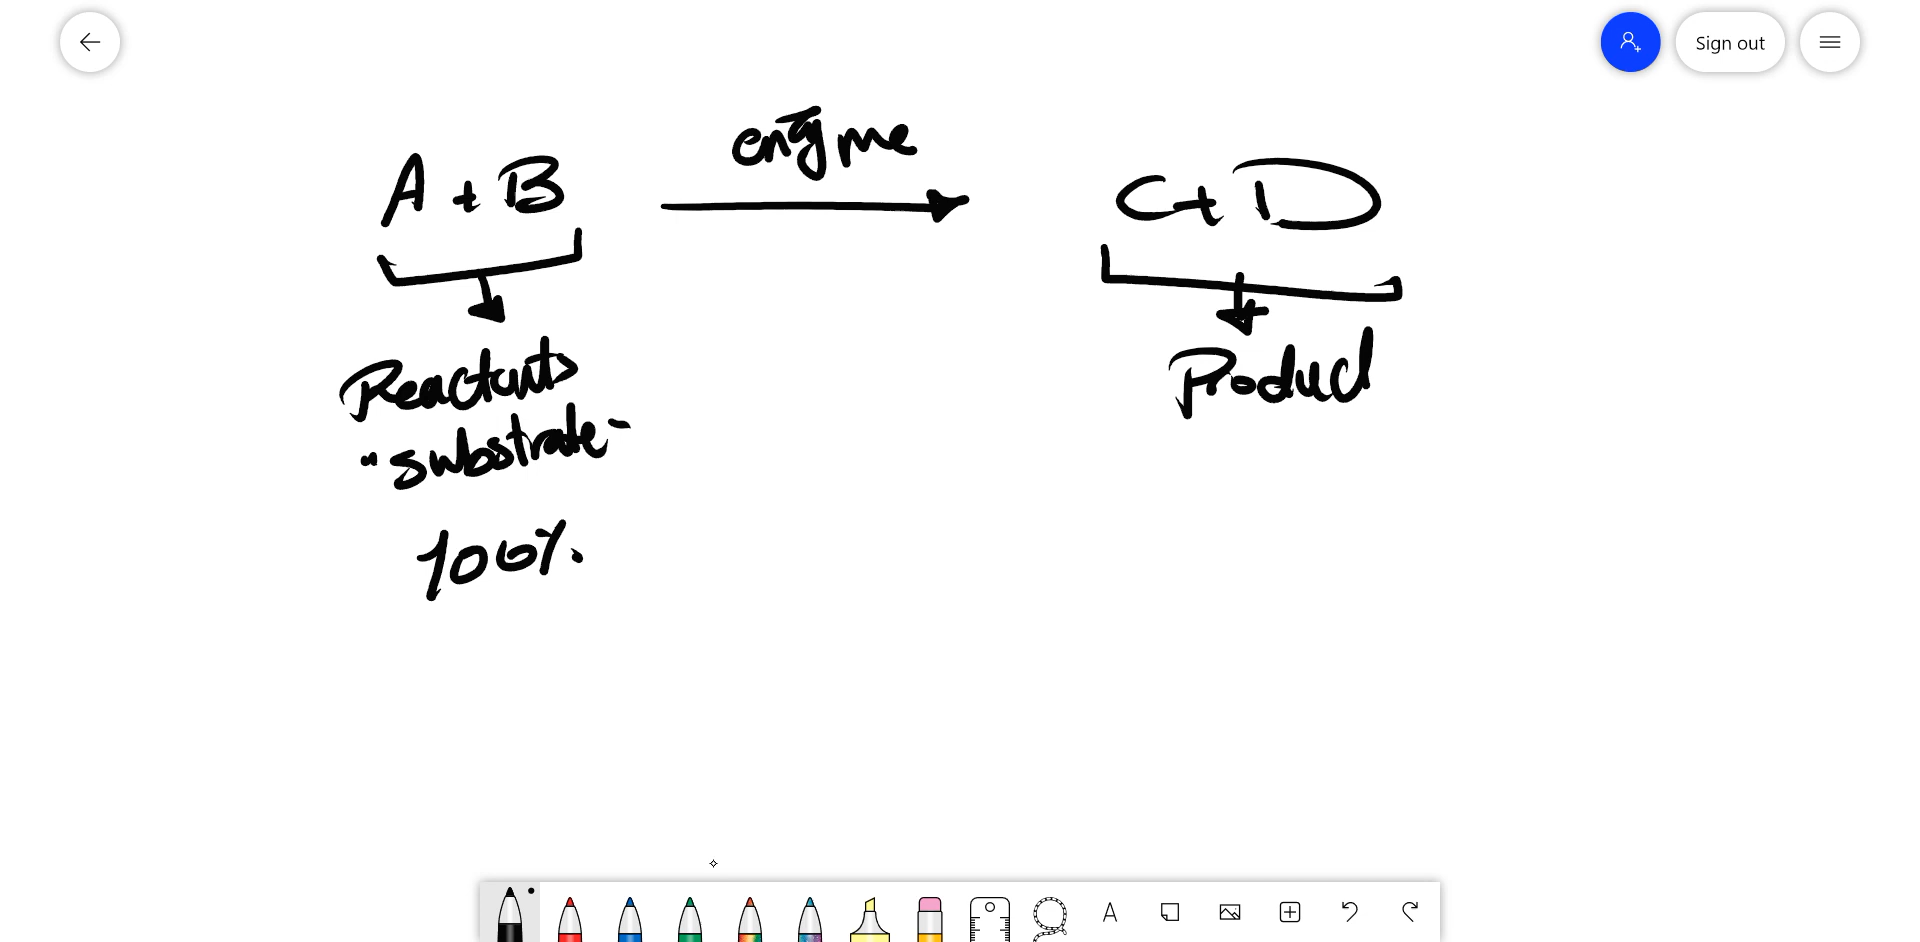 Sign out
enzyme
A + B
C + D
Reactants
"substrate"
Product
100%
A